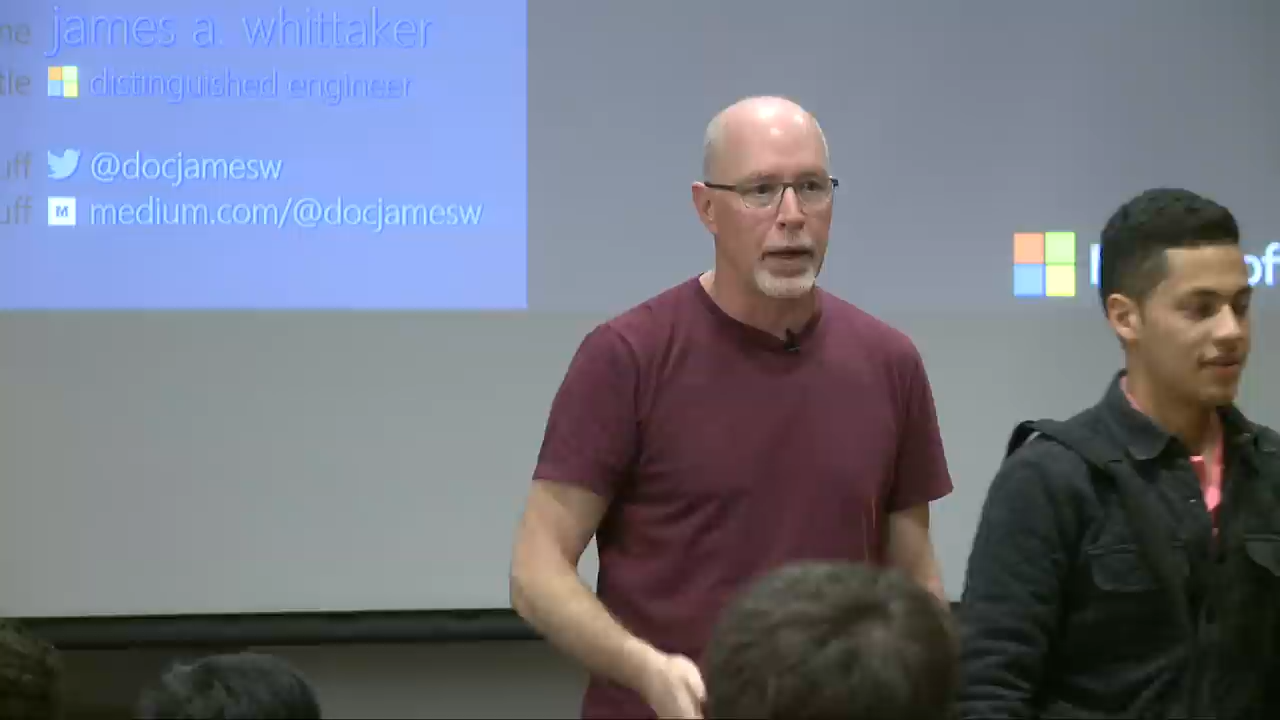 james a. whittaker
distinguished engineer
@docjamesw
M
medium.com/@docjamesw